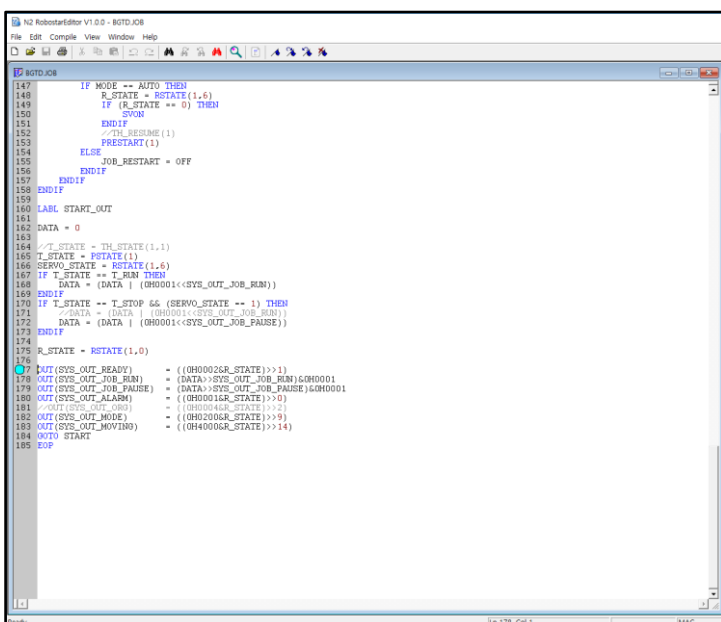 N2 RobostarEditor V1.0.0 - BGTD.JOB
File Edit Compile View Window Help
BGTD.JOB
147 IF MODE == AUTO THEN
148 R_STATE = RSTATE(1,6)
149 IF (R_STATE == 0) THEN
150 SVON
151 ENDIF
152 //TH_RESUME(1)
153 PRESTART(1)
154 ELSE
155 JOB_RESTART = OFF
156 ENDIF
157 ENDIF
158 ENDIF
159
160 LABL START_OUT
161
162 DATA = 0
163
164 //T_STATE = TH_STATE(1,1)
165 T_STATE = PSTATE(1)
166 SERVO_STATE = RSTATE(1,6)
167 IF T_STATE == T_RUN THEN
168 DATA = (DATA | (0H0001<<SYS_OUT_JOB_RUN))
169 ENDIF
170 IF T_STATE == T_STOP && (SERVO_STATE == 1) THEN
171 //DATA = (DATA | (0H0001<<SYS_OUT_JOB_RUN))
172 DATA = (DATA | (0H0001<<SYS_OUT_JOB_PAUSE))
173 ENDIF
174
175 R_STATE = RSTATE(1,0)
176
77 OUT(SYS_OUT_READY) = ((0H0002&R_STATE)>>1)
178 OUT(SYS_OUT_JOB_RUN) = (DATA>>SYS_OUT_JOB_RUN)&0H0001
179 OUT(SYS_OUT_JOB_PAUSE) = (DATA>>SYS_OUT_JOB_PAUSE)&0H0001
180 OUT(SYS_OUT_ALARM) = ((0H0001&R_STATE)>>0)
181 //OUT(SYS_OUT_ORG) = ((0H0004&R_STATE)>>2)
182 OUT(SYS_OUT_MODE) = ((0H0200&R_STATE)>>9)
183 OUT(SYS_OUT_MOVING) = ((0H4000&R_STATE)>>14)
184 GOTO START
185 EOP
Ready Ln 178, Col 1